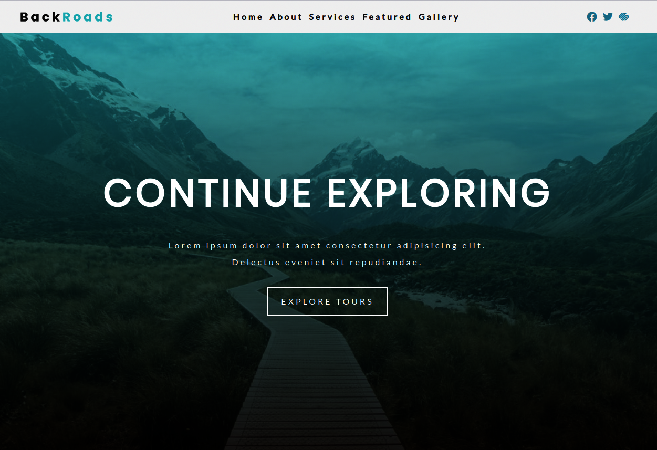 BackRoads
Home About Services Featured Gallery
CONTINUE EXPLORING
Lorem ipsum dolor sit amet consectetur adipisicing elit.
Delectus eveniet sit repudiandae.
EXPLORE TOURS